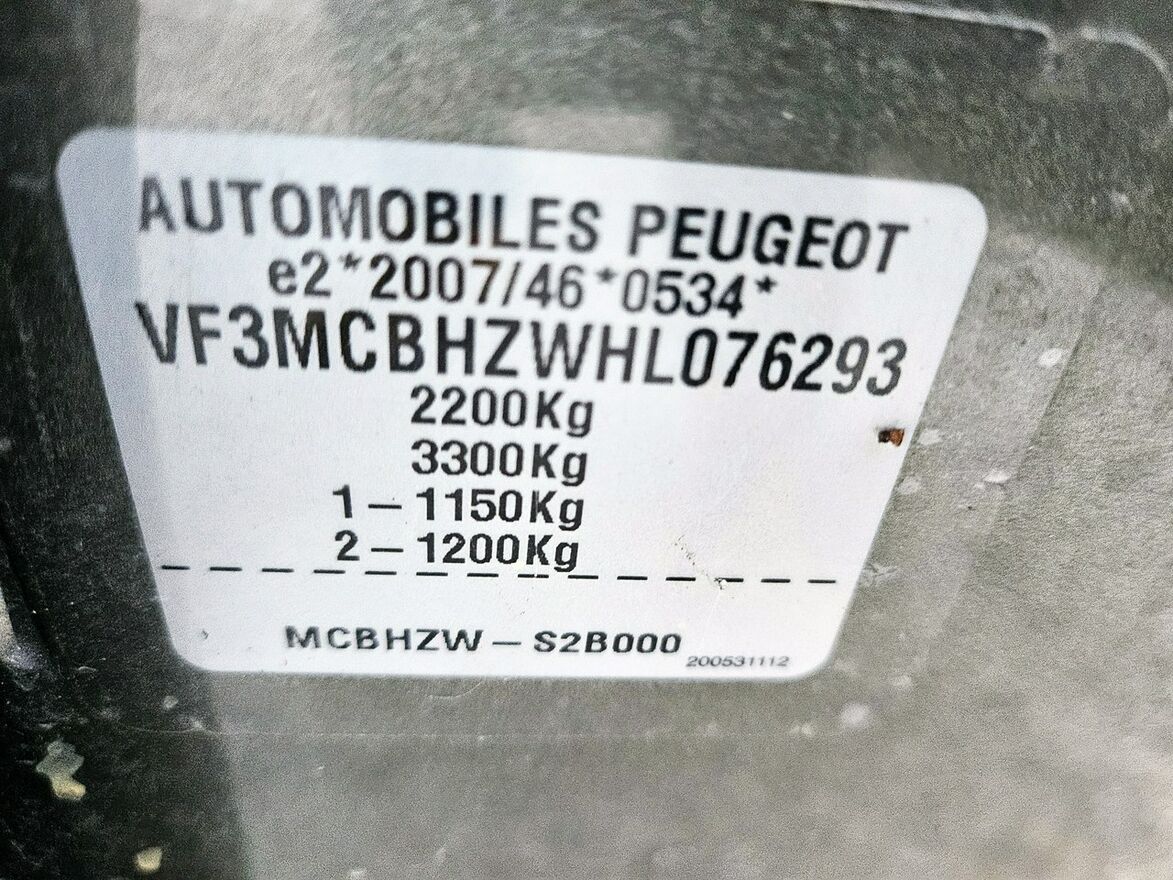 AUTOMOBILES PEUGEOT
e2*2007/46*0534*
VF3MCBHZWHL076293
2200Kg
3300Kg
1 – 1150Kg
2 – 1200Kg
MCBHZW – S2B000
200531112